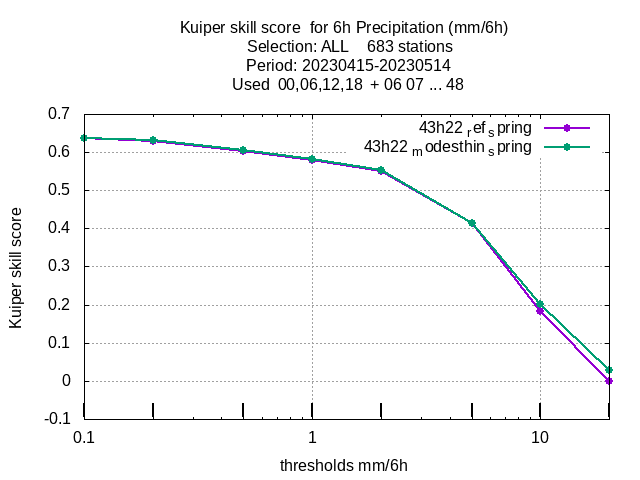 Kuiper skill score  for 6h Precipitation (mm/6h)
Selection: ALL    683 stations
Period: 20230415-20230514
Used  00,06,12,18  + 06 07 ... 48
0.7
43h22 ref spring
0.6
43h22 modesthin spring
0.5
0.4
0.3
0.2
0.1
0
-0.1
Kuiper skill score
0.1 1 10
thresholds mm/6h